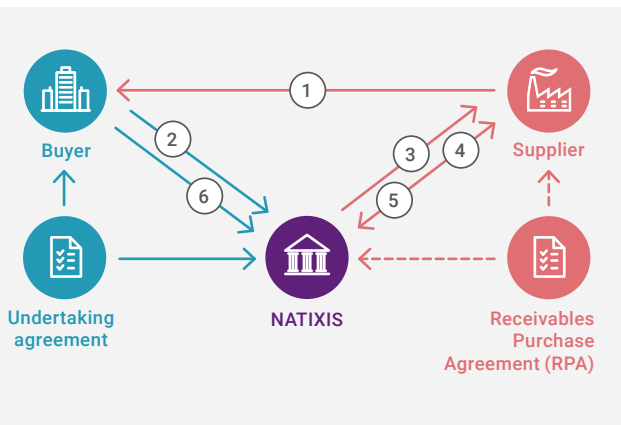 1
Buyer
Supplier
2
3
4
6
5
Undertaking
agreement
NATIXIS
Receivables
Purchase
Agreement (RPA)